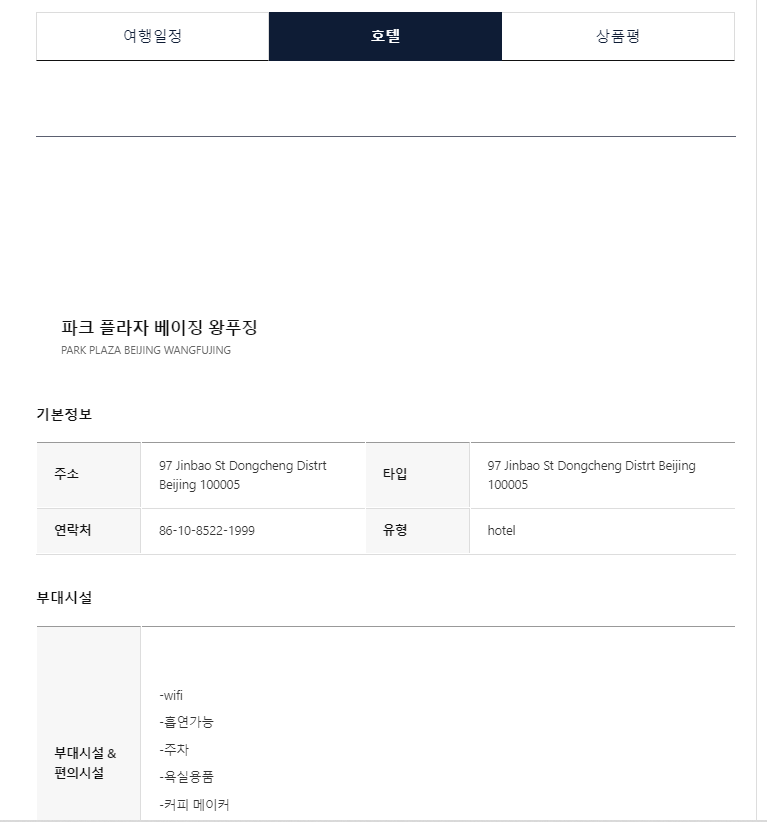 여행일정 호텔 상품평
파크 플라자 베이징 왕푸징
PARK PLAZA BEIJING WANGFUJING
기본정보
주소 97 Jinbao St Dongcheng Distrt Beijing 100005 타입 97 Jinbao St Dongcheng Distrt Beijing 100005
연락처 86-10-8522-1999 유형 hotel
부대시설
부대시설 &
편의시설
-wifi
-흡연가능
-주차
-욕실용품
-커피 메이커